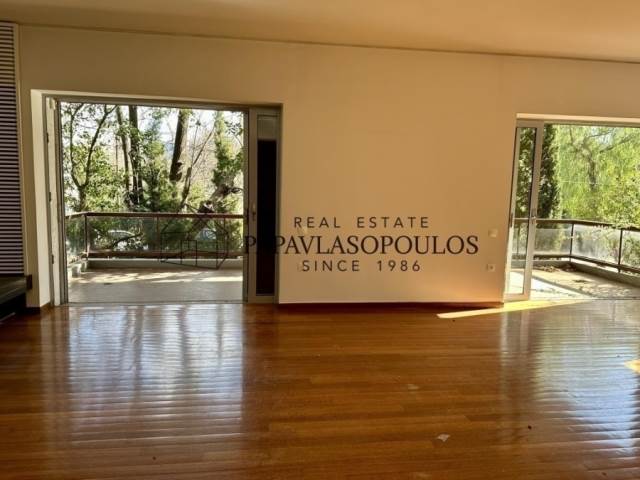 REAL ESTATE
PAPAVLASOPOULOS
SINCE 1986